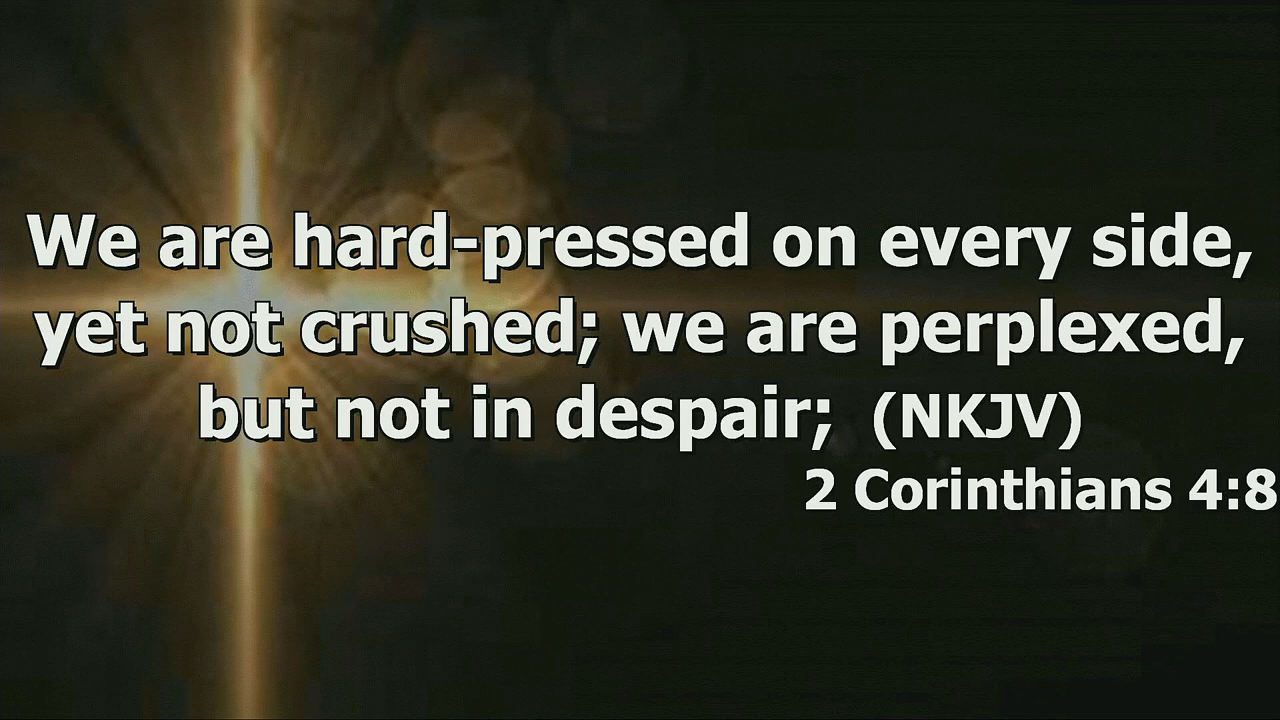 We are hard-pressed on every side,
yet not crushed; we are perplexed,
but not in despair; (NKJV)
2 Corinthians 4:8